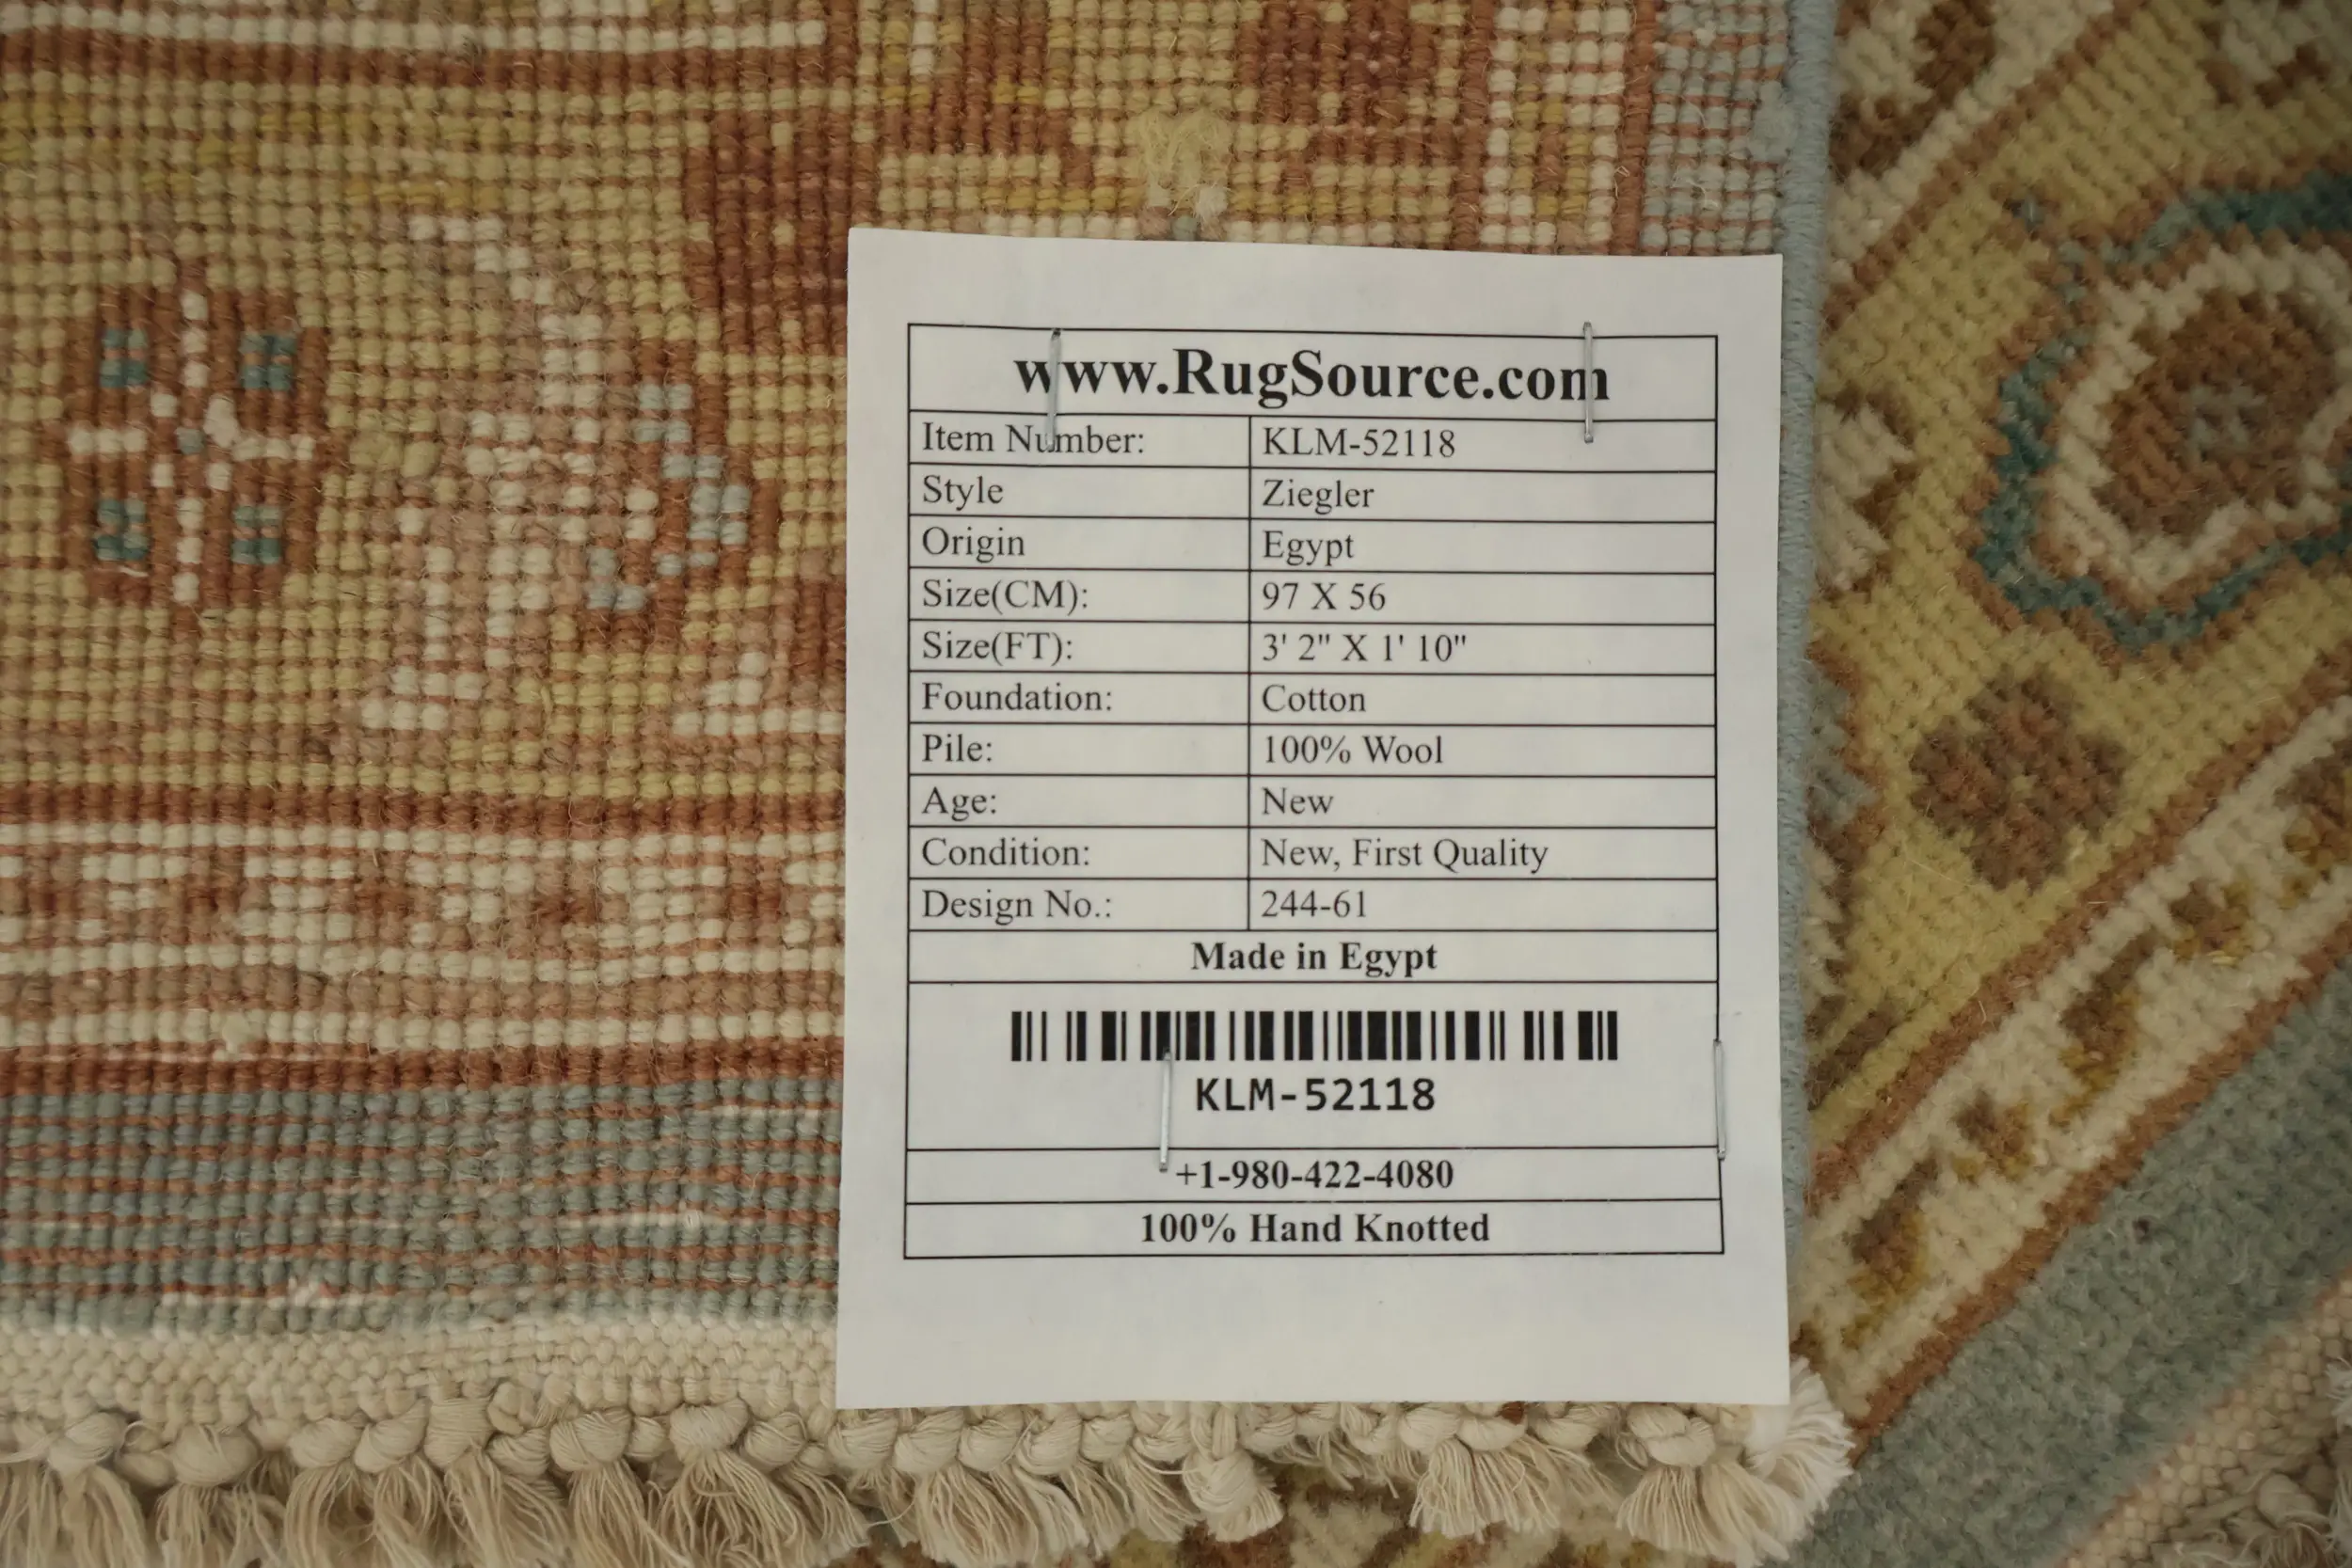 www.RugSource.com
Item Number: KLM-52118
Style Ziegler
Origin Egypt
Size(CM): 97 X 56
Size(FT): 3' 2" X 1' 10"
Foundation: Cotton
Pile: 100% Wool
Age: New
Condition: New, First Quality
Design No.: 244-61
Made in Egypt
KLM-52118
+1-980-422-4080
100% Hand Knotted